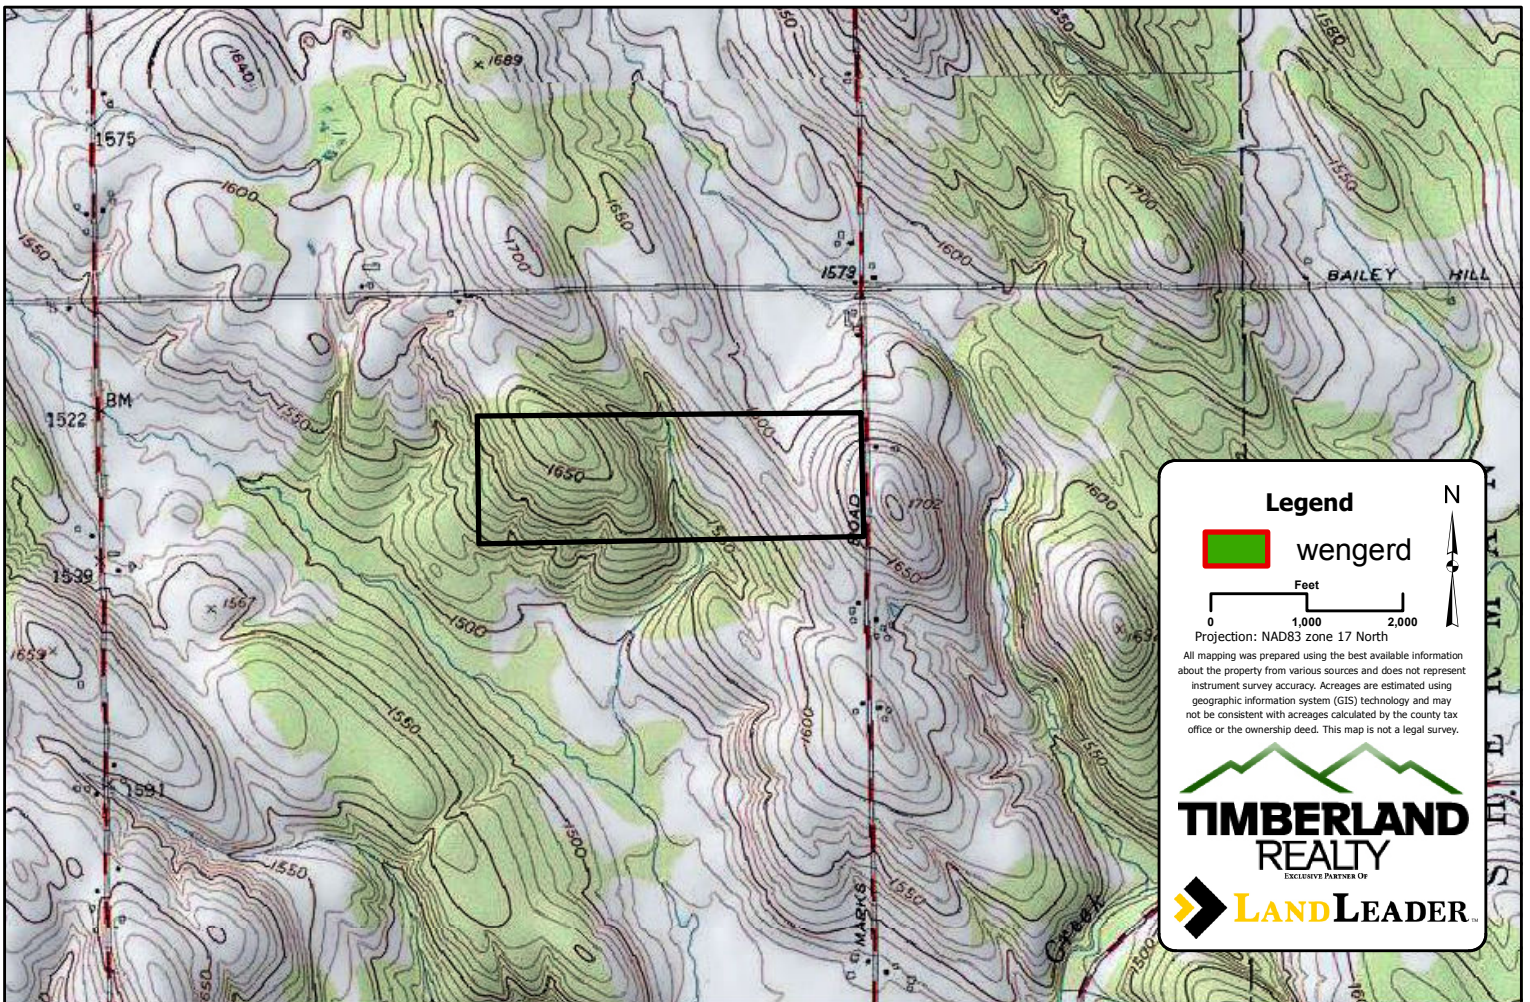 1640
1689
1575
1600
1550
1650
1700
1700
1600
1550
1580
1579
BAILEY HILL
BM
1522
1550
1600
1650
1702
ROAD
1550
1650
1600
1539
1567
1659
1500
1550
1600
1591
1550
1500
1550
1550
1650
MARKS
Creek
1500
Legend
N
wengerd
Feet
0 1,000 2,000
Projection: NAD83 zone 17 North
All mapping was prepared using the best available information
about the property from various sources and does not represent
instrument survey accuracy. Acreages are estimated using
geographic information system (GIS) technology and may
not be consistent with acreages calculated by the county tax
office or the ownership deed. This map is not a legal survey.
TIMBERLAND
REALTY
EXCLUSIVE PARTNER OF
LANDLEADER